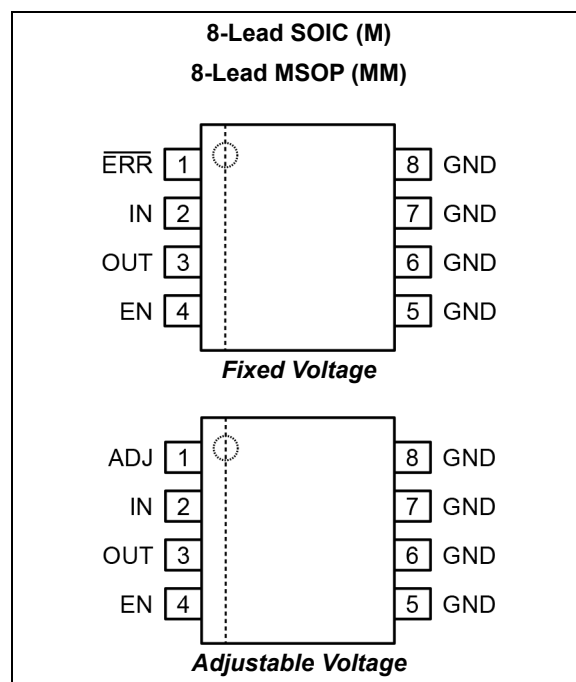 8-Lead SOIC (M)
8-Lead MSOP (MM)
ERR 1 8 GND
IN 2 7 GND
OUT 3 6 GND
EN 4 5 GND
Fixed Voltage
ADJ 1 8 GND
IN 2 7 GND
OUT 3 6 GND
EN 4 5 GND
Adjustable Voltage